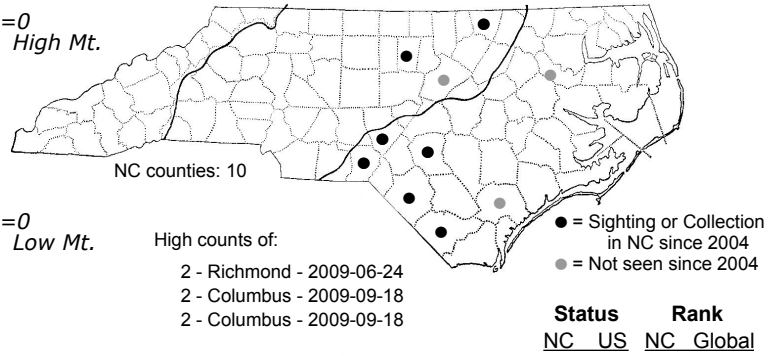 =0
High Mt.
NC counties: 10
=0
Low Mt.
High counts of:
2 - Richmond - 2009-06-24
2 - Columbus - 2009-09-18
2 - Columbus - 2009-09-18
= Sighting or Collection
in NC since 2004
= Not seen since 2004
Status Rank
NC US NC Global